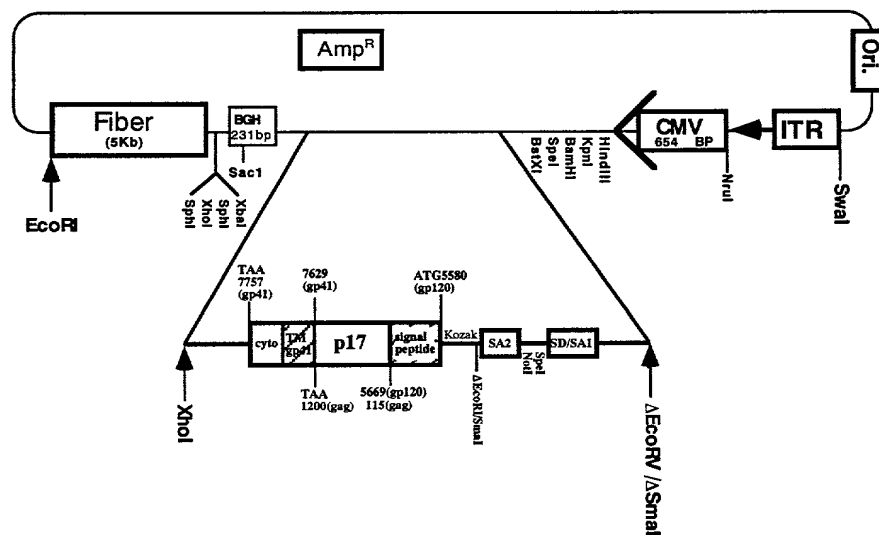 Amp^R
Ori.
Fiber
(5Kb)
BGH
231bp
CMV
654 BP
ITR
Sac1
EcoRI
SphI
XhoI
SphI
XbaI
BstXI
SpeI
BamHI
KpnI
HindIII
NruI
SwaI
TAA
7757
(gp41)
7629
(gp41)
ATG5580
(gp120)
cyto
TM
gp41
p17
signal
peptide
Kozak
SA2
SD/SA1
NotI
SpeI
ΔEcoRI/SmaI
TAA
1200(gag)
5669(gp120)
115(gag)
XhoI
ΔEcoRV /ΔSmaI